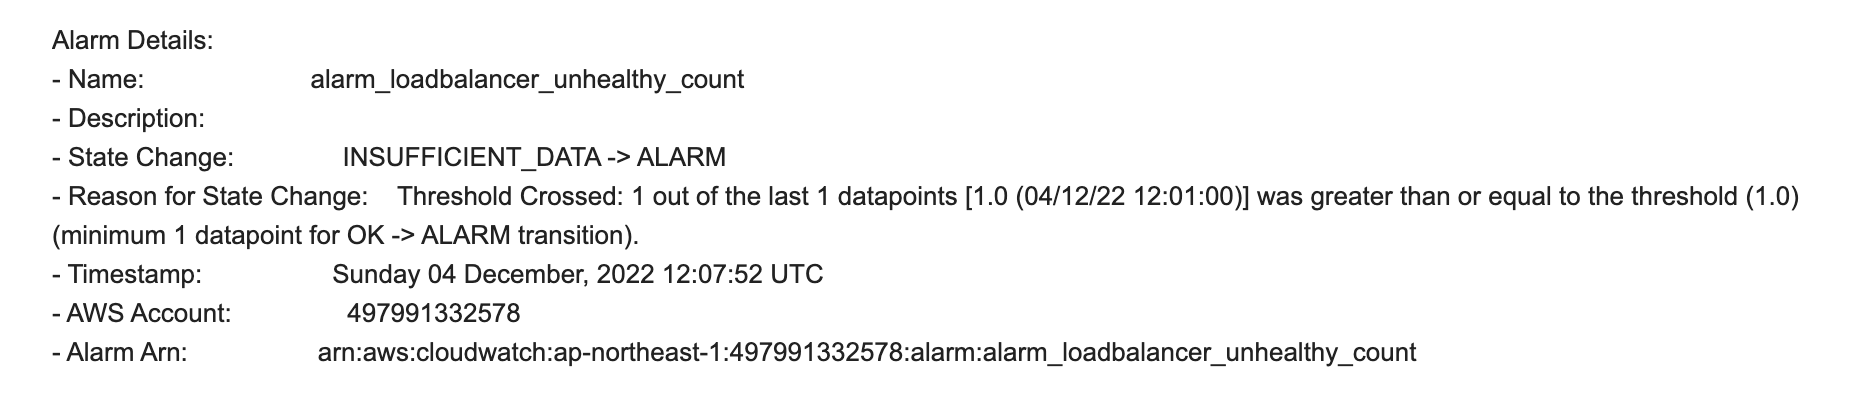 Alarm Details:
- Name: alarm_loadbalancer_unhealthy_count
- Description:
- State Change: INSUFFICIENT_DATA -> ALARM
- Reason for State Change: Threshold Crossed: 1 out of the last 1 datapoints [1.0 (04/12/22 12:01:00)] was greater than or equal to the threshold (1.0)
(minimum 1 datapoint for OK -> ALARM transition).
- Timestamp: Sunday 04 December, 2022 12:07:52 UTC
- AWS Account: 497991332578
- Alarm Arn: arn:aws:cloudwatch:ap-northeast-1:497991332578:alarm:alarm_loadbalancer_unhealthy_count